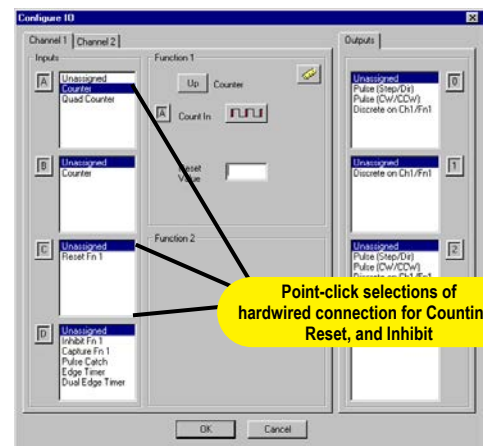 Configure IO
Channel 1 Channel 2 Outputs
Inputs
A
Unassigned
Counter
Quad Counter
B
Unassigned
Counter
C
Unassigned
Reset Fn 1
D
Unassigned
Inhibit Fn 1
Capture Fn 1
Pulse Catch
Edge Timer
Dual Edge Timer
Function 1
Up Counter
A Count In
Reset
Value
Function 2
Unassigned
Pulse (Step/Dir)
Pulse (CW/CCW)
Discrete on Ch1/Fn1
0
Unassigned
Discrete on Ch1/Fn1
1
Unassigned
Pulse (Step/Dir)
Pulse (CW/CCW)
Discrete on Ch1/Fn1
2
Point-click selections of
hardwired connection for Countin
Reset, and Inhibit
OK Cancel